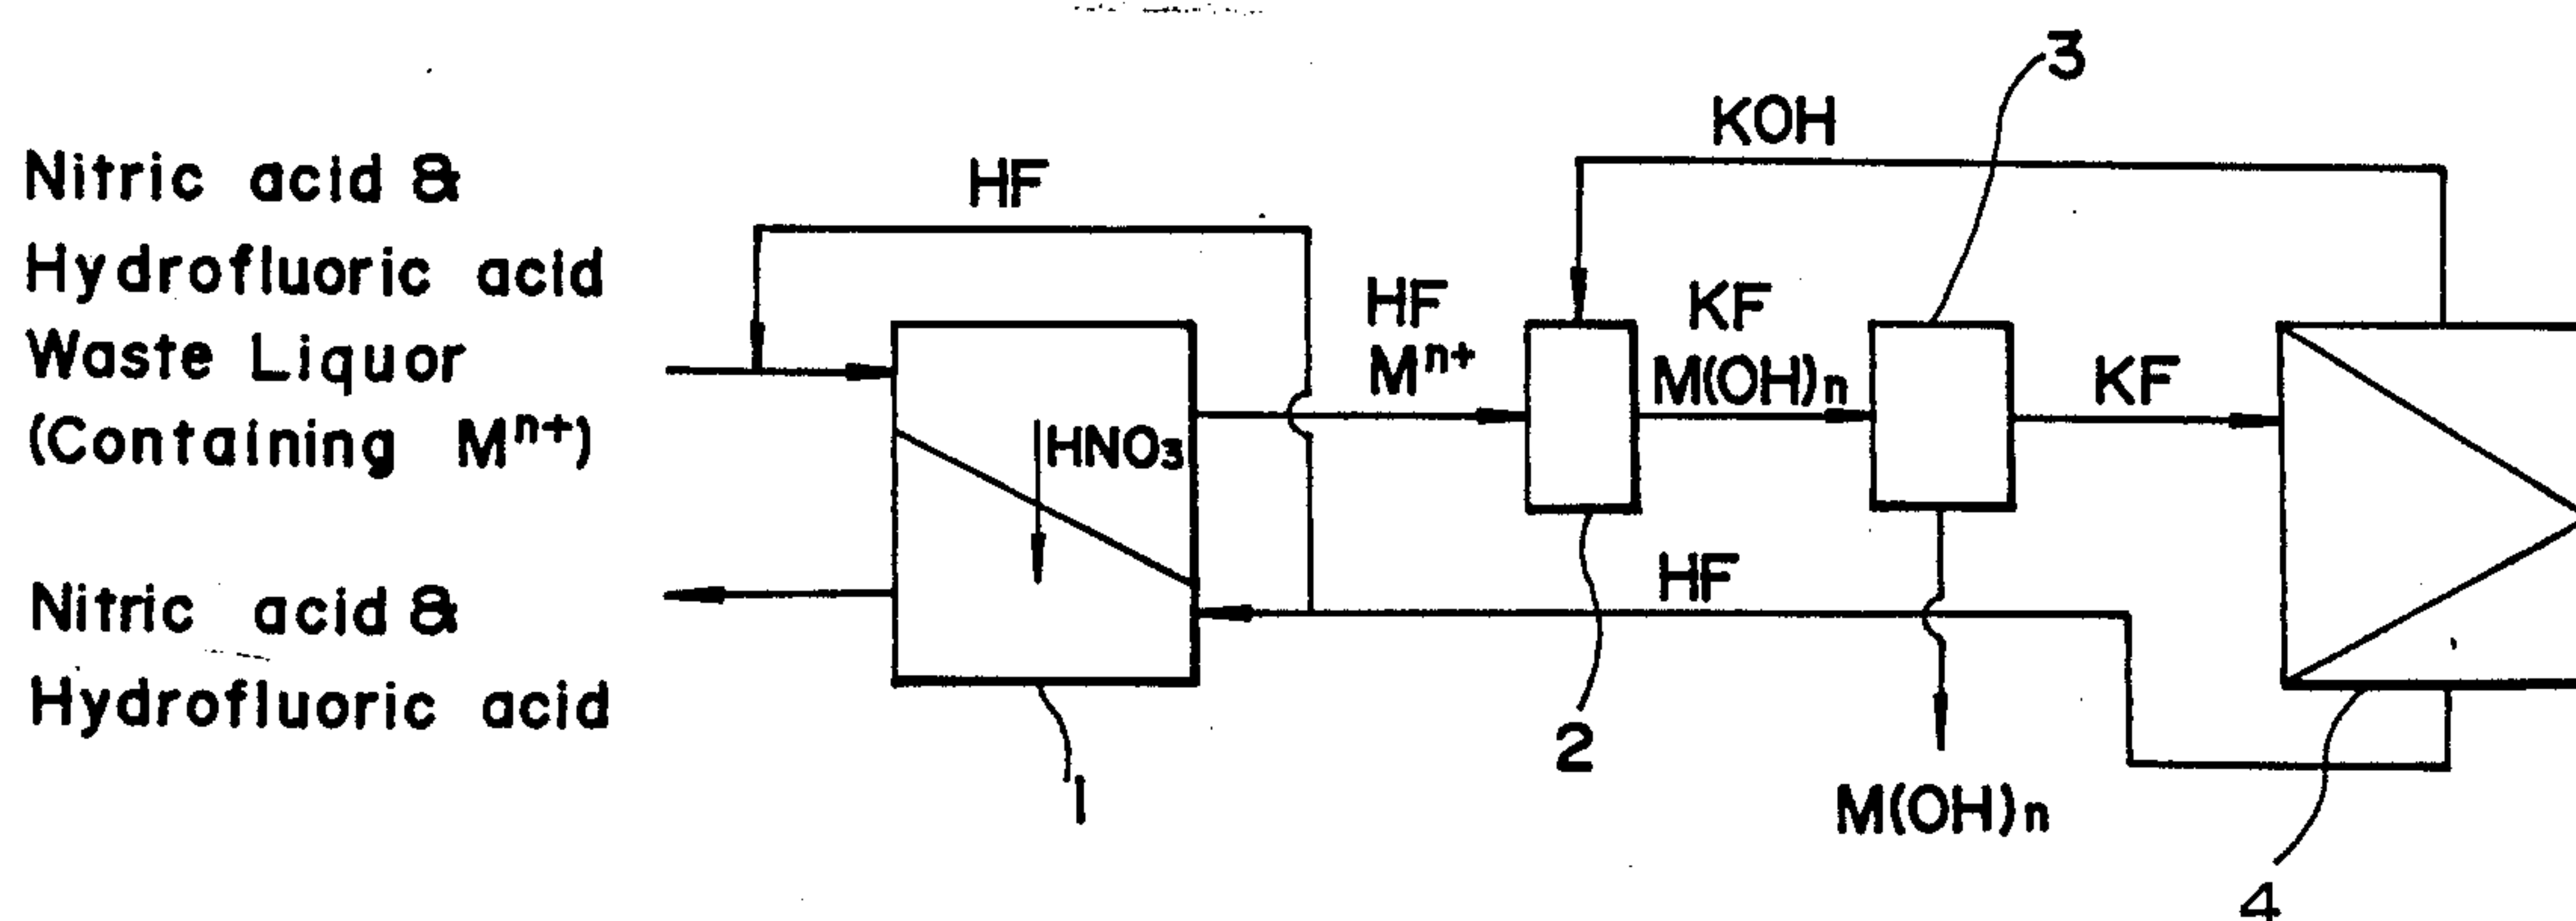 Nitric acid &
Hydrofluoric acid
Waste Liquor
(Containing Mⁿ⁺)
Nitric acid &
Hydrofluoric acid
HF
HNO₃
1
HF
Mⁿ⁺
KOH
2
KF
M(OH)n
3
KF
HF
M(OH)n
4